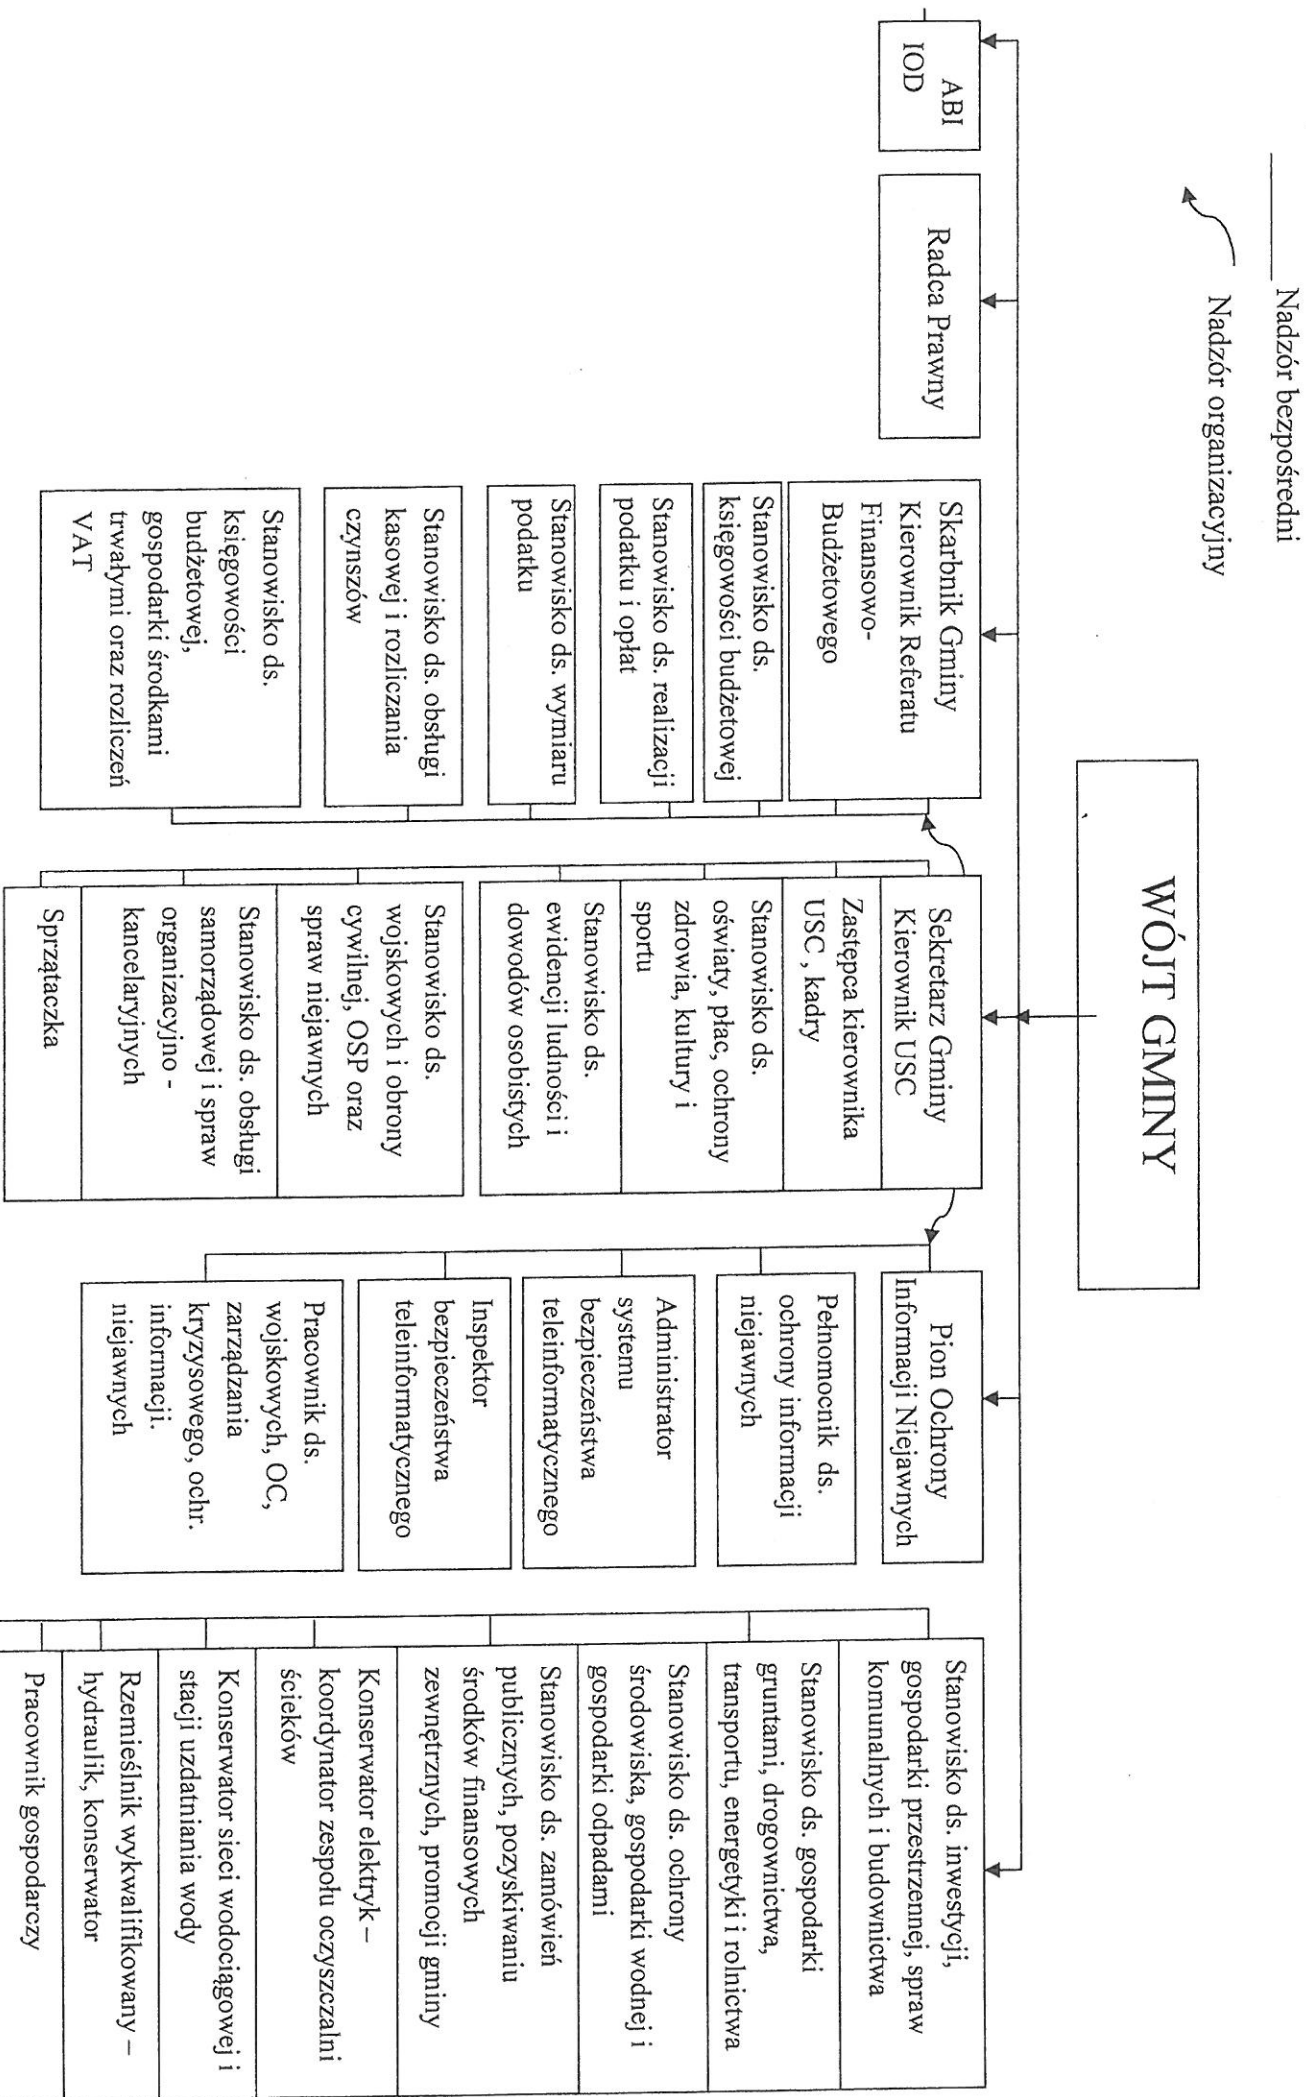 Nadzór bezpośredni
Nadzór organizacyjny
WÓJT GMINY
ABI
IOD
Radca Prawny
Skarbnik Gminy
Kierownik Referatu
Finansowo-
Budżetowego
Stanowisko ds.
księgowości budżetowej
Stanowisko ds. realizacji
podatku i opłat
Stanowisko ds. wymiaru
podatku
Stanowisko ds. obsługi
kasowej i rozliczania
czynszów
Stanowisko ds.
księgowości
budżetowej,
gospodarki środkami
trwałymi oraz rozliczeń
VAT
Sekretarz Gminy
Kierownik USC
Zastępca kierownika
USC , kadry
Stanowisko ds.
oświaty, płac, ochrony
zdrowia, kultury i
sportu
Stanowisko ds.
ewidencji ludności i
dowodów osobistych
Stanowisko ds.
wojskowych i obrony
cywilnej, OSP oraz
spraw niejawnych
Stanowisko ds. obsługi
samorządowej i spraw
organizacyjno -
kancelaryjnych
Sprzątaczka
Pion Ochrony
Informacji Niejawnych
Pełnomocnik ds.
ochrony informacji
niejawnych
Administrator
systemu
bezpieczeństwa
teleinformatycznego
Inspektor
bezpieczeństwa
teleinformatycznego
Pracownik ds.
wojskowych, OC,
zarządzania
kryzysowego, ochr.
informacji.
niejawnych
Stanowisko ds. inwestycji,
gospodarki przestrzennej, spraw
komunalnych i budownictwa
Stanowisko ds. gospodarki
gruntami, drogownictwa,
transportu, energetyki i rolnictwa
Stanowisko ds. ochrony
środowiska, gospodarki wodnej i
gospodarki odpadami
Stanowisko ds. zamówień
publicznych, pozyskiwaniu
środków finansowych
zewnętrznych, promocji gminy
Konserwator elektryk –
koordynator zespołu oczyszczalni
ścieków
Konserwator sieci wodociągowej i
stacji uzdatniania wody
Rzemieślnik wykwalifikowany –
hydraulik, konserwator
Pracownik gospodarczy